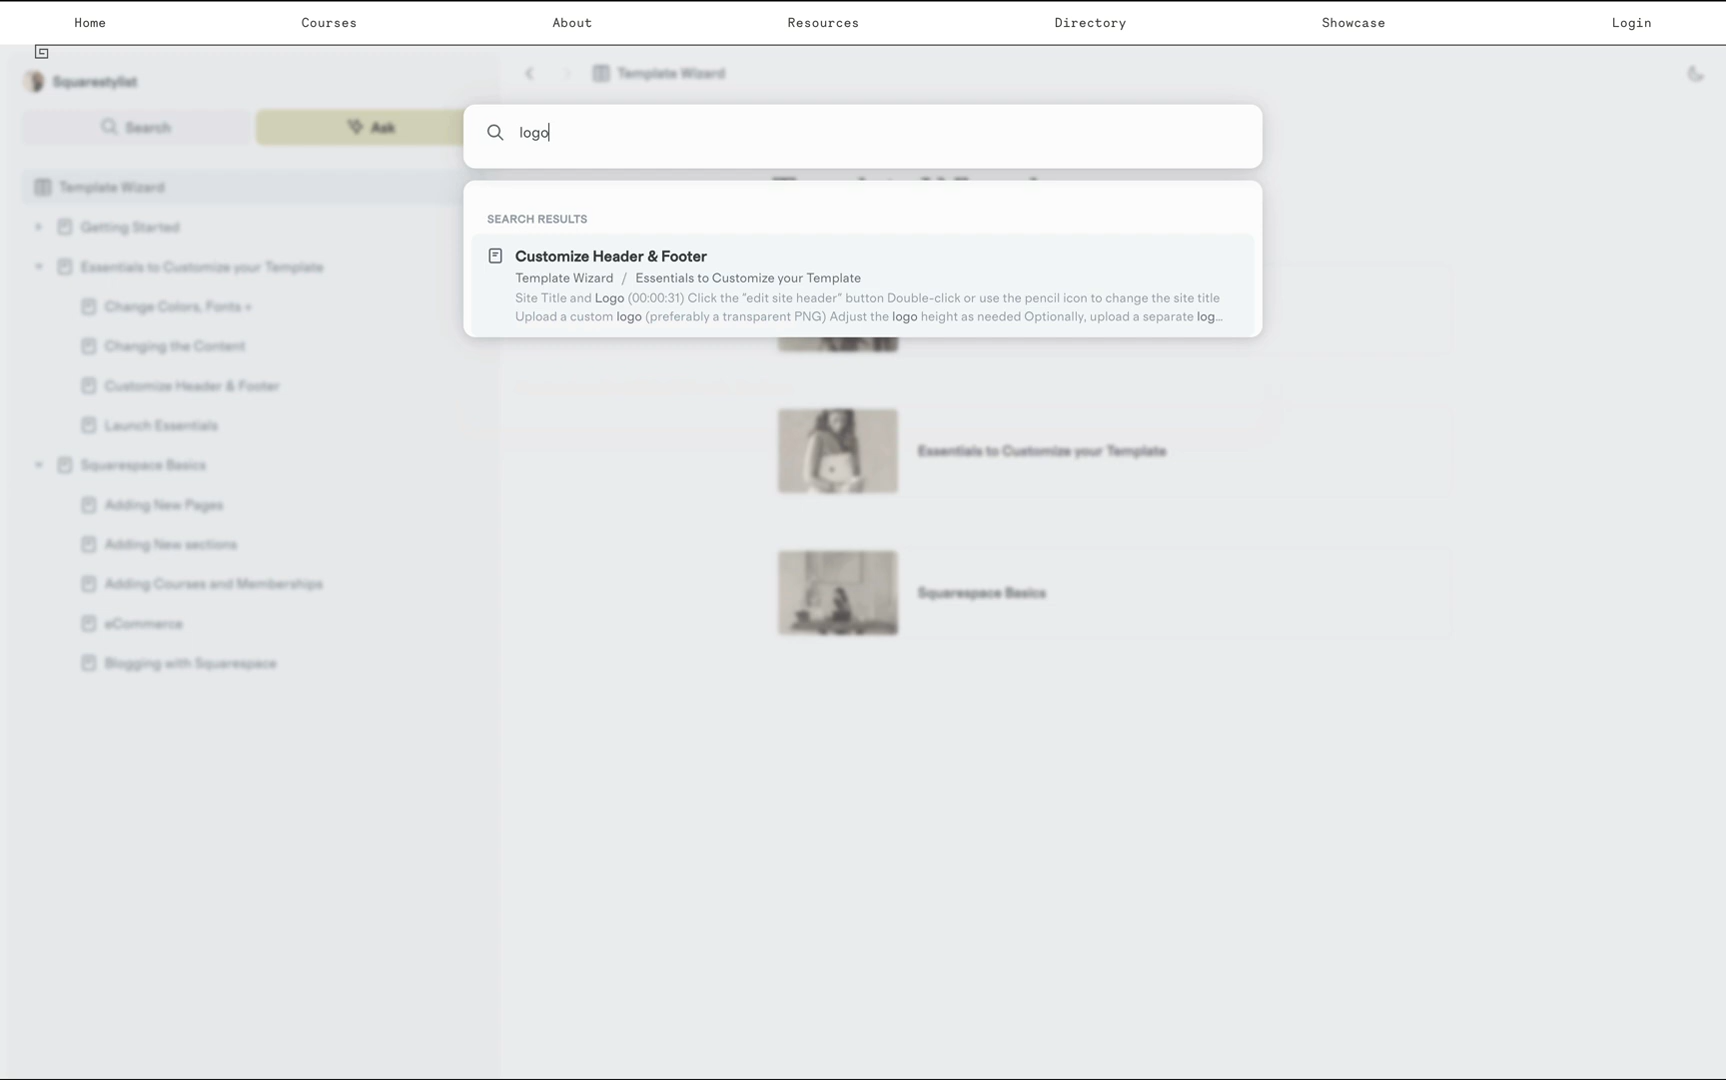 Home Courses About Resources Directory Showcase Login
Squarestylist
Search Ask
Template Wizard
Getting Started
Essentials to Customize your Template
Change Colors, Fonts +
Changing the Content
Customize Header & Footer
Launch Essentials
Squarespace Basics
Adding New Pages
Adding New sections
Adding Courses and Memberships
eCommerce
Blogging with Squarespace
Template Wizard
logo
SEARCH RESULTS
Customize Header & Footer
Template Wizard / Essentials to Customize your Template
Site Title and Logo (00:00:31) Click the "edit site header" button Double-click or use the pencil icon to change the site title
Upload a custom logo (preferably a transparent PNG) Adjust the logo height as needed Optionally, upload a separate log…
Essentials to Customize your Template
Squarespace Basics